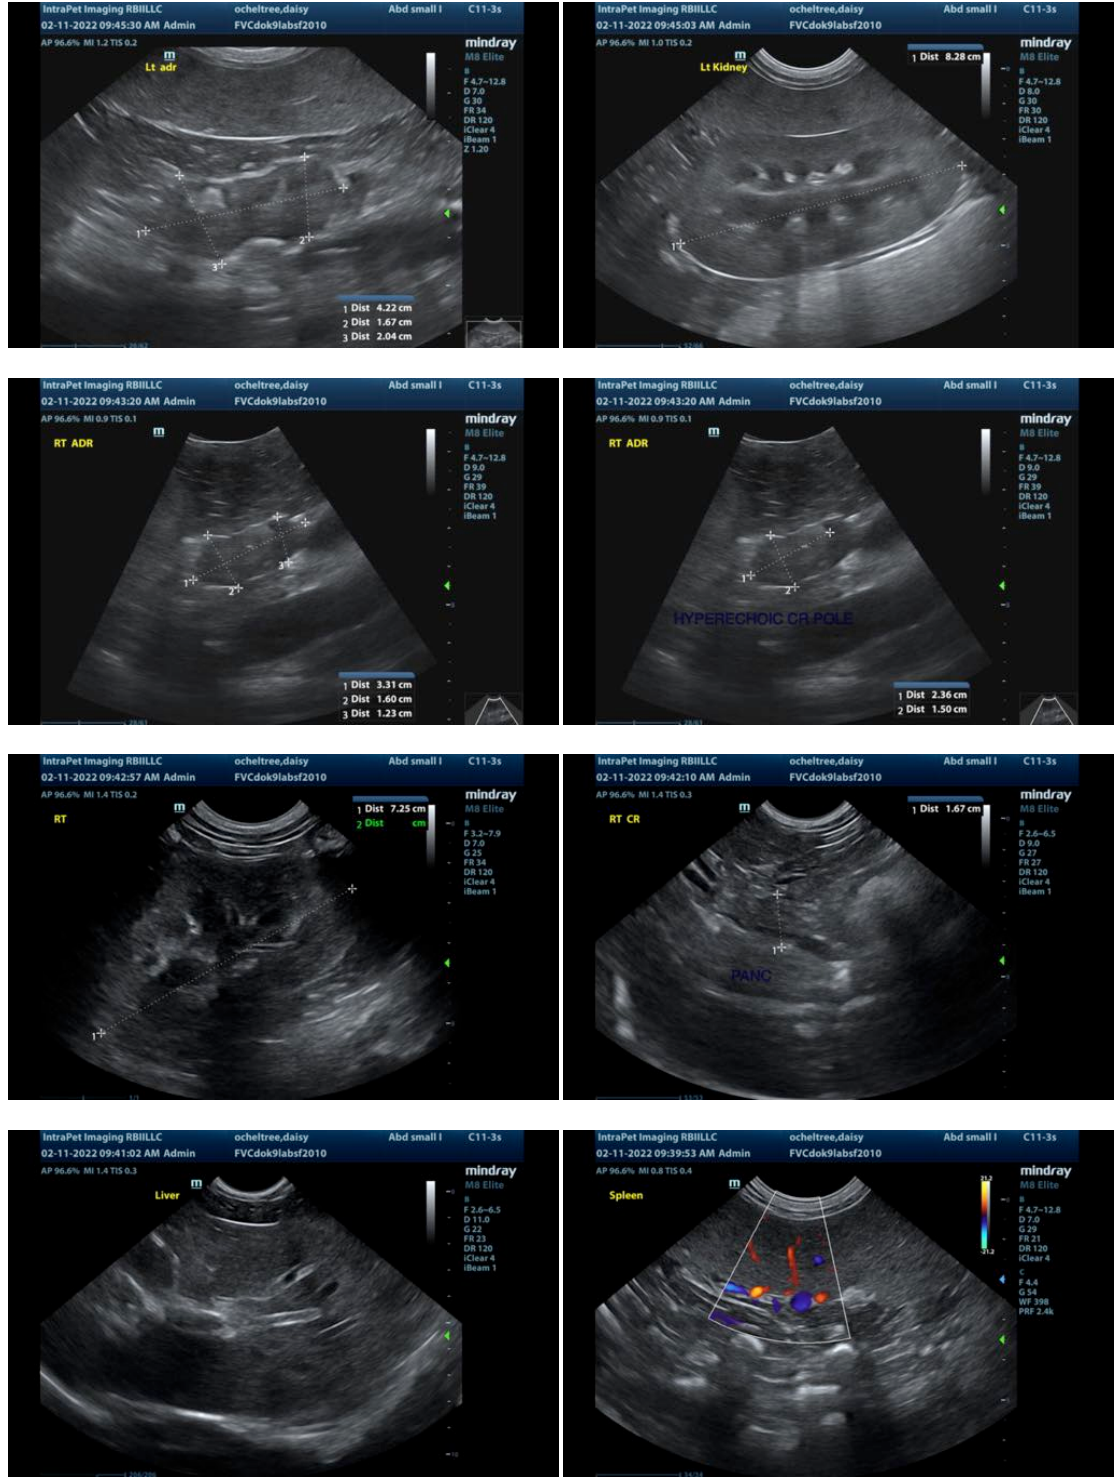 IntraPet Imaging RBIILLC ocheltree,daisy Abd small I C11-3s
02-11-2022 09:45:30 AM Admin FVCdok9labsf2010
AP 96.6% MI 1.2 TIS 0.2
mindray
M8 Elite
m
Lt adr
B
F 4.7~12.8
D 7.0
G 30
FR 34
DR 120
iClear 4
iBeam 1
Z 1.20
1
2
3
1 Dist 4.22 cm
2 Dist 1.67 cm
3 Dist 2.04 cm
IntraPet Imaging RBIILLC ocheltree,daisy Abd small I C11-3s
02-11-2022 09:45:03 AM Admin FVCdok9labsf2010
AP 96.6% MI 1.0 TIS 0.2
mindray
M8 Elite
m
Lt Kidney
1 Dist 8.28 cm
B
F 4.7~12.8
D 8.0
G 30
FR 30
DR 120
iClear 4
iBeam 1
1
IntraPet Imaging RBIILLC ocheltree,daisy Abd small I C11-3s
02-11-2022 09:43:20 AM Admin FVCdok9labsf2010
AP 96.6% MI 0.9 TIS 0.1
mindray
M8 Elite
m
RT ADR
B
F 4.7~12.8
D 9.0
G 29
FR 39
DR 120
iClear 4
iBeam 1
1
2
3
1 Dist 3.31 cm
2 Dist 1.60 cm
3 Dist 1.23 cm
IntraPet Imaging RBIILLC ocheltree,daisy Abd small I C11-3s
02-11-2022 09:43:20 AM Admin FVCdok9labsf2010
AP 96.6% MI 0.9 TIS 0.1
mindray
M8 Elite
m
RT ADR
B
F 4.7~12.8
D 9.0
G 29
FR 39
DR 120
iClear 4
iBeam 1
1
2
HYPERECHOIC CR POLE
1 Dist 2.36 cm
2 Dist 1.50 cm
IntraPet Imaging RBIILLC ocheltree,daisy Abd small I C11-3s
02-11-2022 09:42:57 AM Admin FVCdok9labsf2010
AP 96.6% MI 1.4 TIS 0.2
mindray
M8 Elite
m
RT
1 Dist 7.25 cm
2 Dist cm
B
F 3.2~7.9
D 7.0
G 25
FR 34
DR 120
iClear 4
iBeam 1
1
IntraPet Imaging RBIILLC ocheltree,daisy Abd small I C11-3s
02-11-2022 09:42:10 AM Admin FVCdok9labsf2010
AP 96.6% MI 1.4 TIS 0.3
mindray
M8 Elite
m
RT CR
1 Dist 1.67 cm
B
F 2.6~6.5
D 9.0
G 27
FR 27
DR 120
iClear 4
iBeam 1
1
PANC
IntraPet Imaging RBIILLC ocheltree,daisy Abd small I C11-3s
02-11-2022 09:41:02 AM Admin FVCdok9labsf2010
AP 96.6% MI 1.4 TIS 0.3
mindray
M8 Elite
m
Liver
B
F 2.6~6.5
D 11.0
G 22
FR 23
DR 120
iClear 4
iBeam 1
IntraPet Imaging RBIILLC ocheltree,daisy Abd small I C11-3s
02-11-2022 09:39:53 AM Admin FVCdok9labsf2010
AP 96.6% MI 0.8 TIS 0.4
mindray
M8 Elite
m
Spleen
21.2
-21.2
B
F 4.7~12.8
D 7.0
G 29
FR 21
DR 120
iClear 4
iBeam 1
C
F 4.4
G 54
WF 398
PRF 2.4k